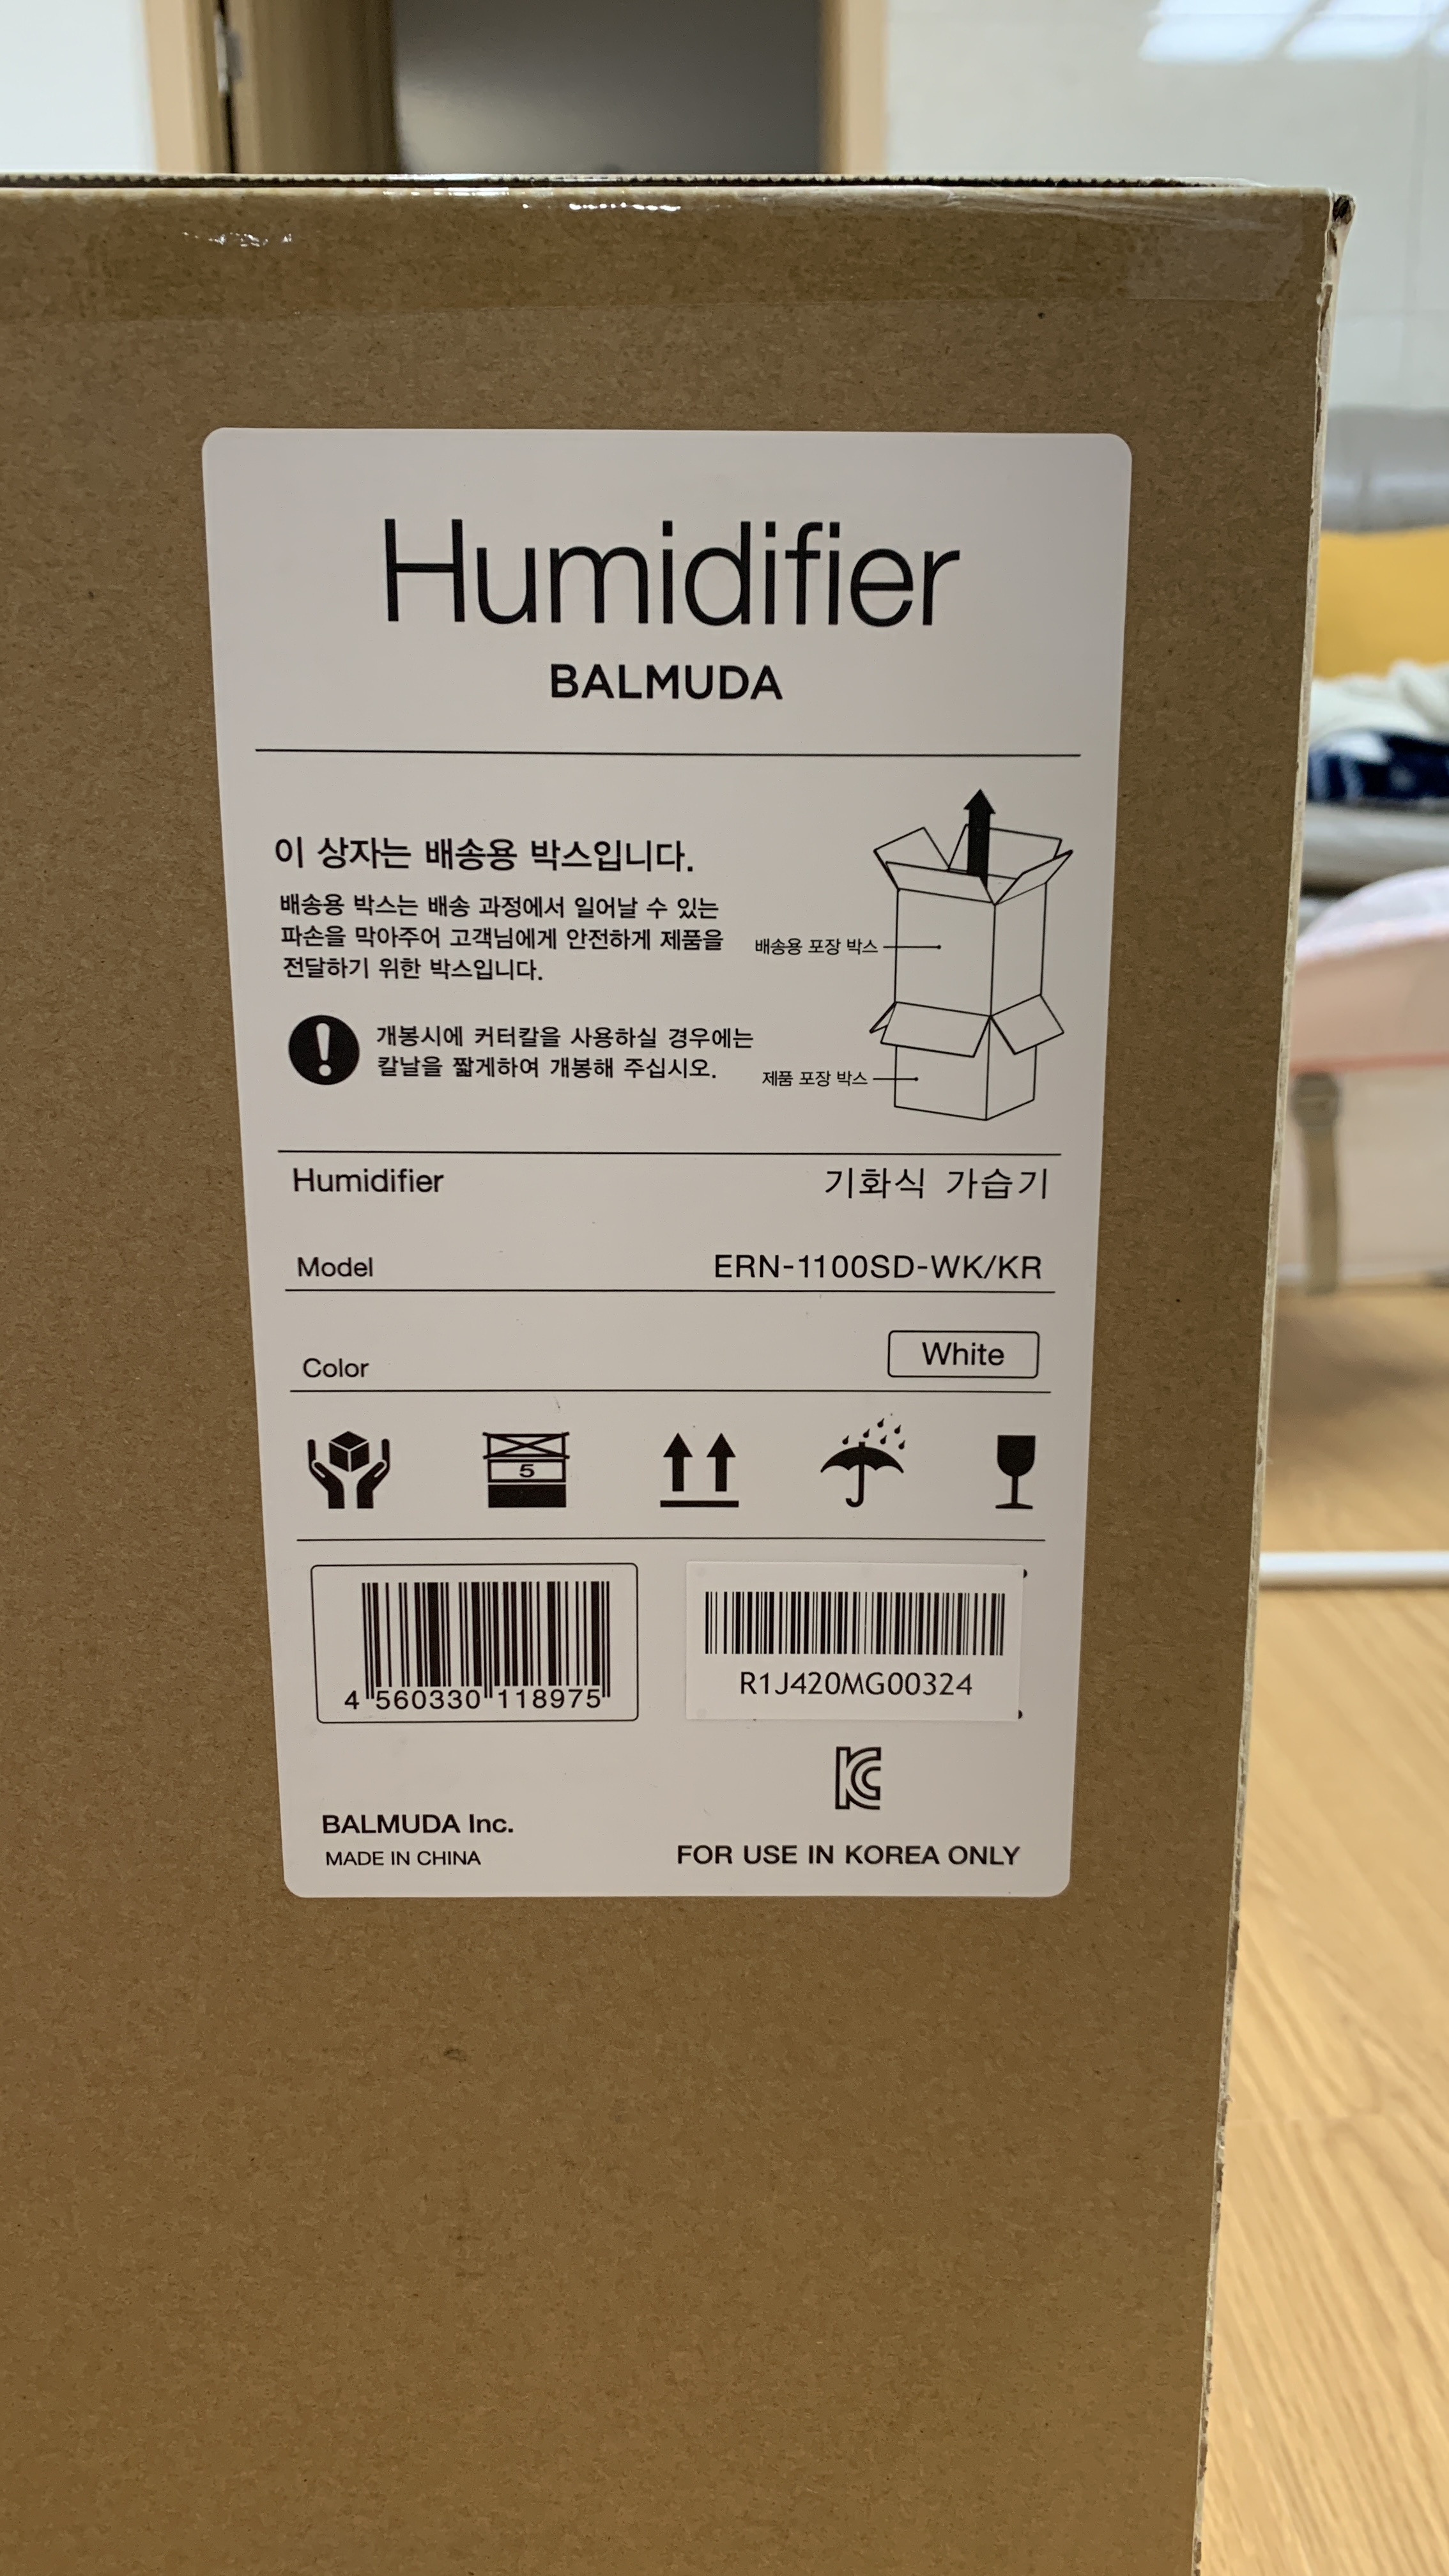 Humidifier
BALMUDA
이 상자는 배송용 박스입니다.
배송용 박스는 배송 과정에서 일어날 수 있는
파손을 막아주어 고객님에게 안전하게 제품을
전달하기 위한 박스입니다.
배송용 포장 박스
개봉시에 커터칼을 사용하실 경우에는
칼날을 짧게하여 개봉해 주십시오.
제품 포장 박스
Humidifier 기화식 가습기
Model ERN-1100SD-WK/KR
Color White
5
4 560330 118975
R1J420MG00324
KC
BALMUDA Inc.
MADE IN CHINA
FOR USE IN KOREA ONLY